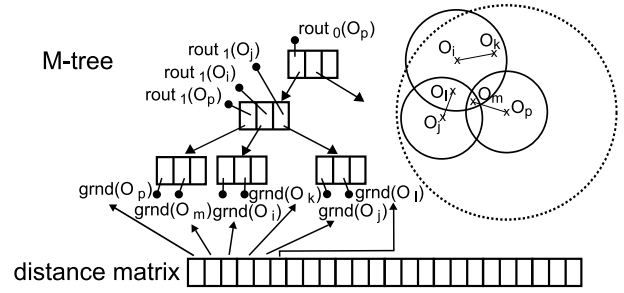 rout 0(Op)
M-tree
rout 1(Oj)
rout 1(Oi)
rout 1(Op)
Oi
Ok
Ol
Om
Op
Oj
grnd(Op)
grnd(Om)
grnd(Oi)
grnd(Ok)
grnd(Oj)
grnd(Ol)
distance matrix